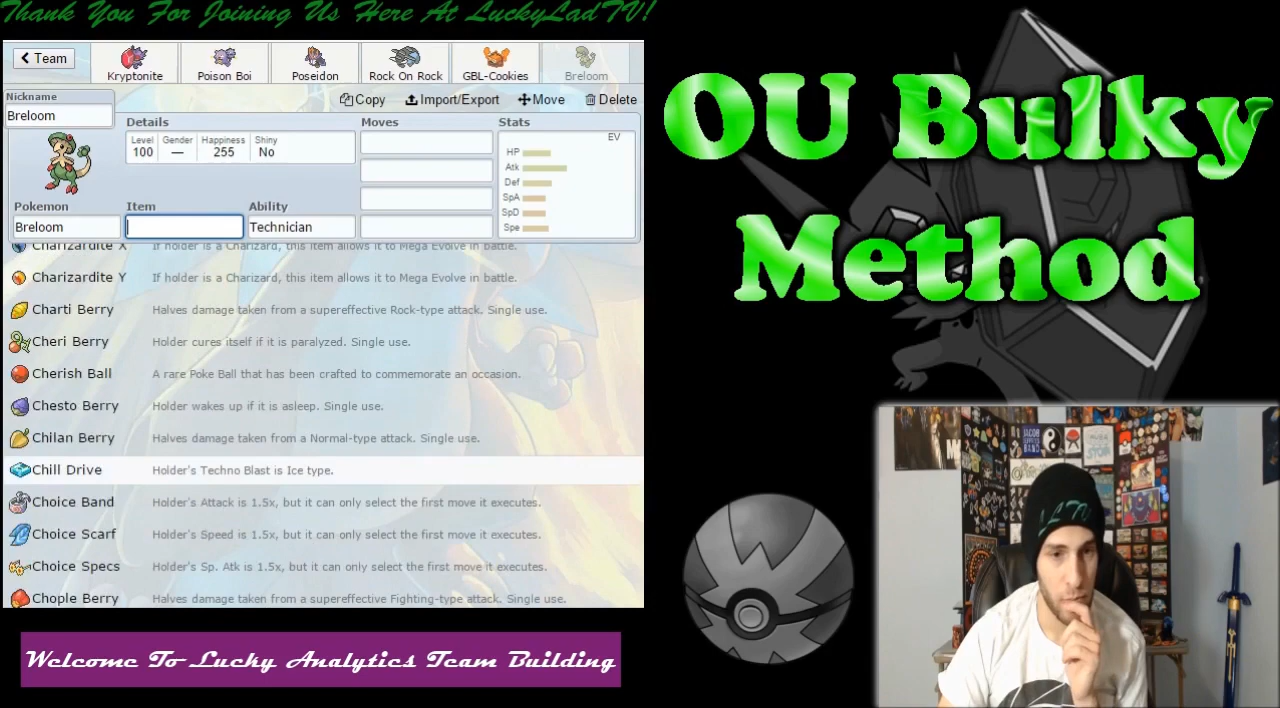 Thank You For Joining Us Here At LuckyLadTV!
Team
Kryptonite
Poison Boi
Poseidon
Rock On Rock
GBL-Cookies
Breloom
Nickname
Breloom
Copy
Import/Export
Move
Delete
Details
Level
100
Gender
—
Happiness
255
Shiny
No
Moves
Stats
EV
HP
Atk
Def
SpA
SpD
Spe
Pokemon
Breloom
Item
Ability
Technician
Charizardite X If holder is a Charizard, this item allows it to Mega Evolve in battle.
Charizardite Y If holder is a Charizard, this item allows it to Mega Evolve in battle.
Charti Berry Halves damage taken from a supereffective Rock-type attack. Single use.
Cheri Berry Holder cures itself if it is paralyzed. Single use.
Cherish Ball A rare Poke Ball that has been crafted to commemorate an occasion.
Chesto Berry Holder wakes up if it is asleep. Single use.
Chilan Berry Halves damage taken from a Normal-type attack. Single use.
Chill Drive Holder's Techno Blast is Ice type.
Choice Band Holder's Attack is 1.5x, but it can only select the first move it executes.
Choice Scarf Holder's Speed is 1.5x, but it can only select the first move it executes.
Choice Specs Holder's Sp. Atk is 1.5x, but it can only select the first move it executes.
Chople Berry Halves damage taken from a supereffective Fighting-type attack. Single use.
Welcome To Lucky Analytics Team Building
OU Bulky
Method
LTV